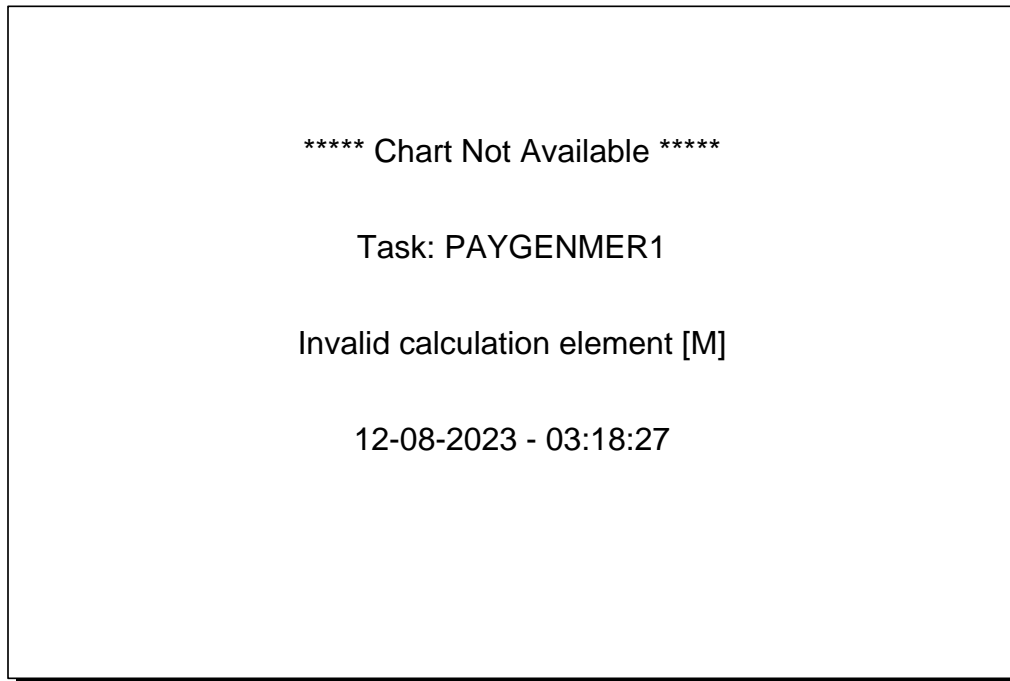 ***** Chart Not Available *****
Task: PAYGENMER1
Invalid calculation element [M]
12-08-2023 - 03:18:27